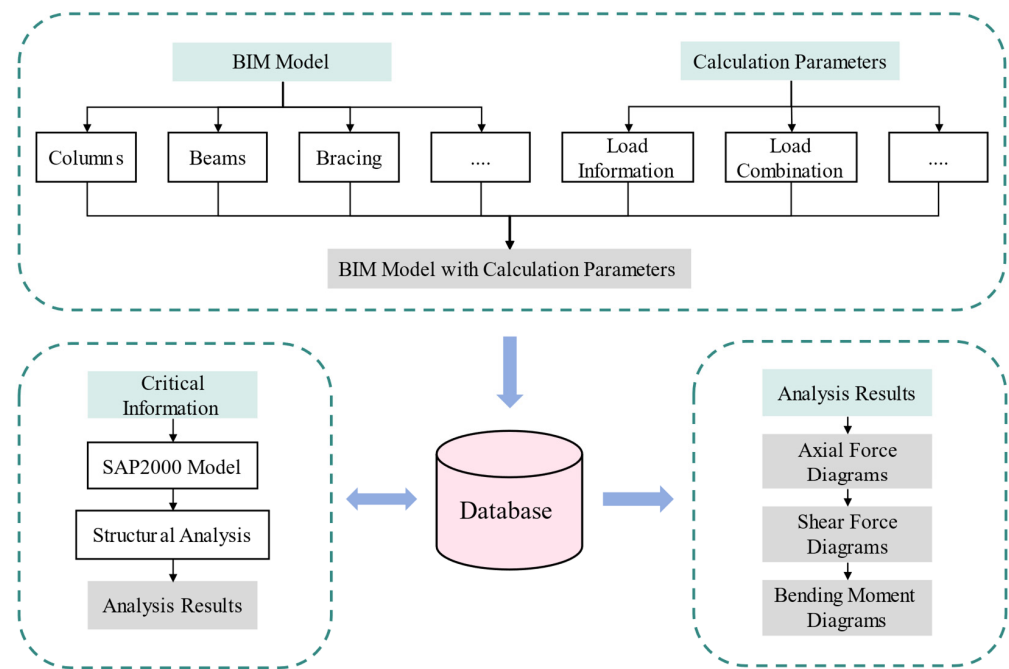 BIM Model
Calculation Parameters
Columns
Beams
Bracing
....
Load
Information
Load
Combination
....
BIM Model with Calculation Parameters
Critical
Information
SAP2000 Model
Structural Analysis
Analysis Results
Database
Analysis Results
Axial Force
Diagrams
Shear Force
Diagrams
Bending Moment
Diagrams